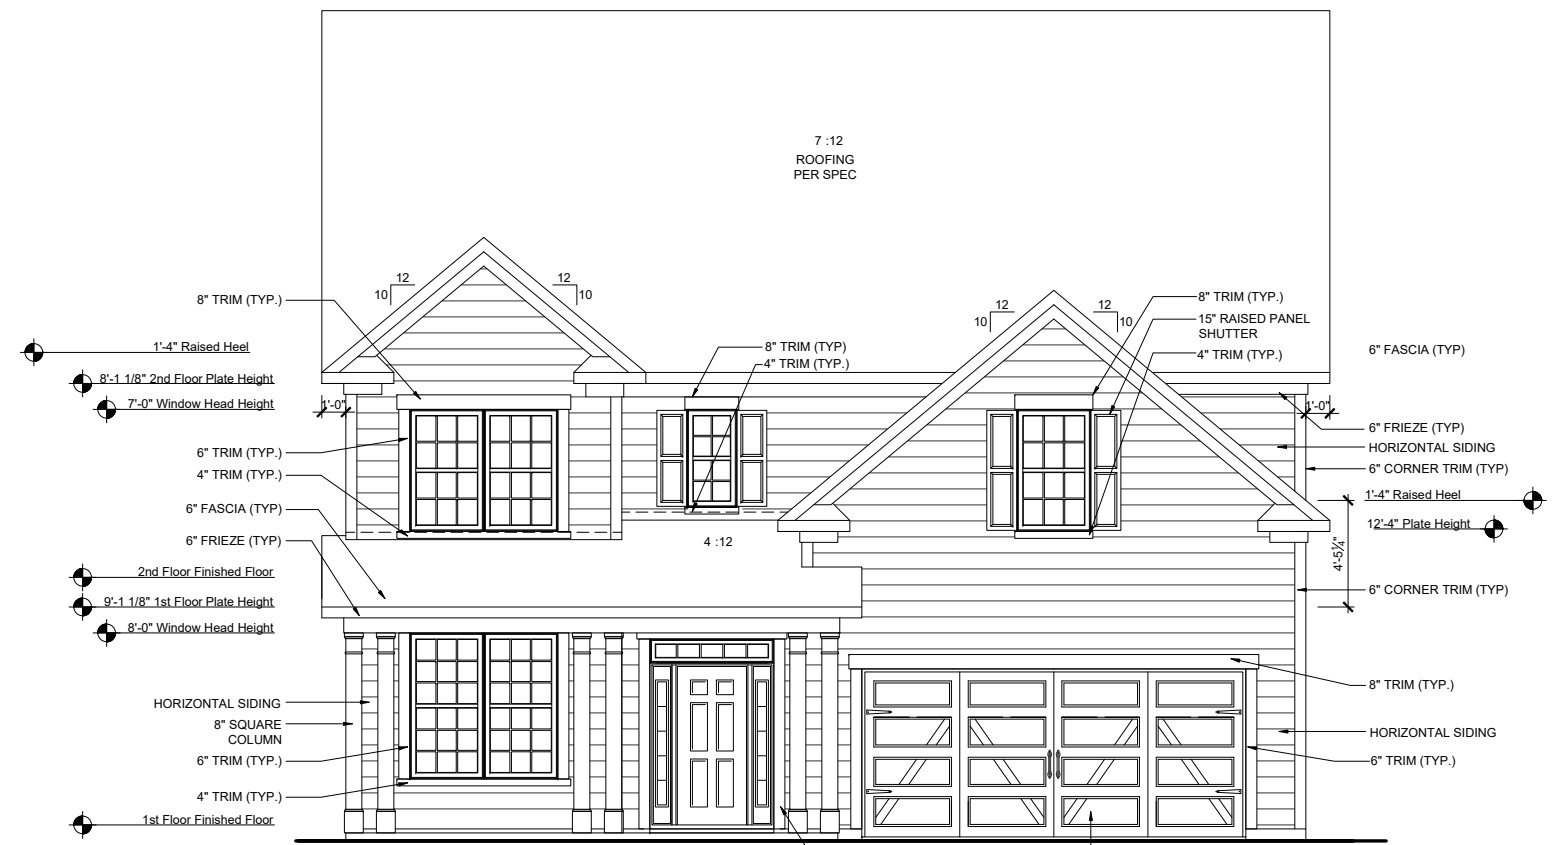 7 :12
ROOFING
PER SPEC
12
10
12
10
8" TRIM (TYP.)
1'-4" Raised Heel
8'-1 1/8" 2nd Floor Plate Height
7'-0" Window Head Height
1'-0"
6" TRIM (TYP.)
4" TRIM (TYP.)
6" FASCIA (TYP)
6" FRIEZE (TYP)
2nd Floor Finished Floor
9'-1 1/8" 1st Floor Plate Height
8'-0" Window Head Height
HORIZONTAL SIDING
8" SQUARE
COLUMN
6" TRIM (TYP.)
4" TRIM (TYP.)
1st Floor Finished Floor
8" TRIM (TYP)
4" TRIM (TYP.)
4 :12
12
10
12
10
8" TRIM (TYP.)
15" RAISED PANEL
SHUTTER
4" TRIM (TYP.)
6" FASCIA (TYP)
1'-0"
6" FRIEZE (TYP)
HORIZONTAL SIDING
6" CORNER TRIM (TYP)
1'-4" Raised Heel
12'-4" Plate Height
4'-5¼"
6" CORNER TRIM (TYP)
8" TRIM (TYP.)
HORIZONTAL SIDING
6" TRIM (TYP.)